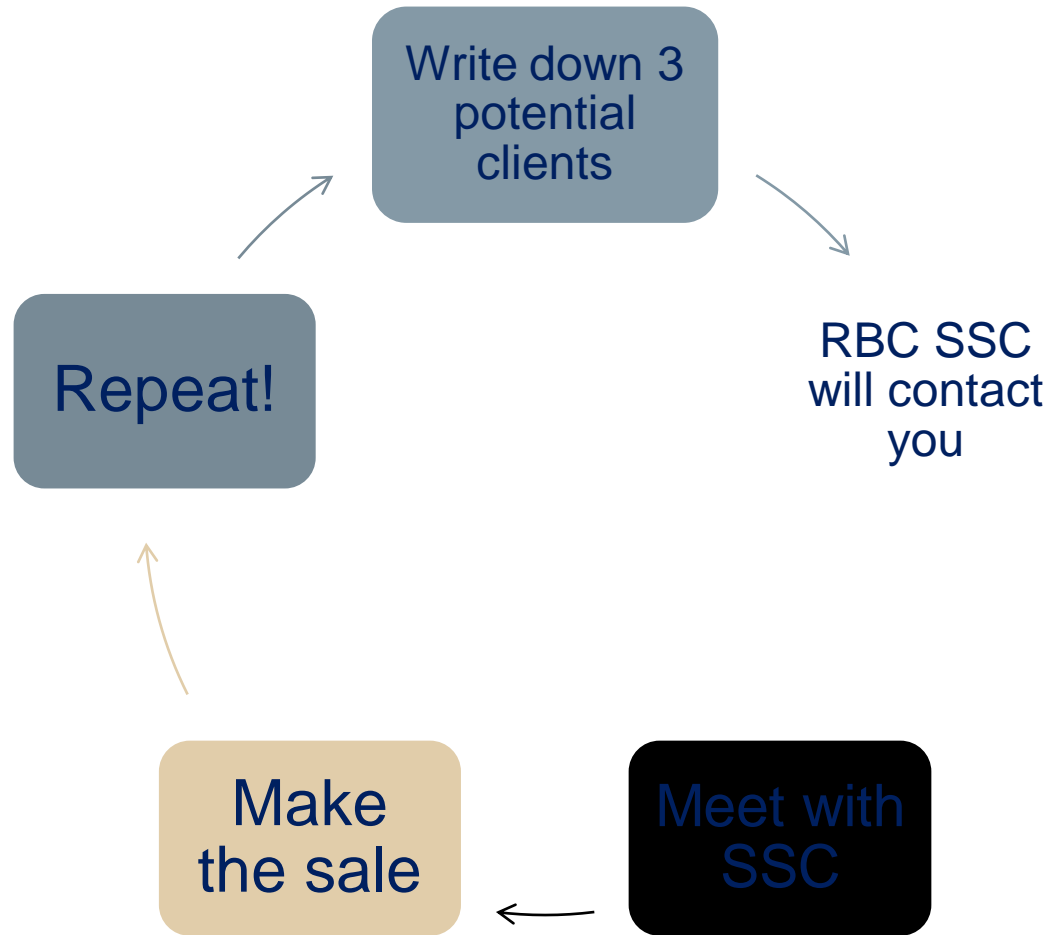 Write down 3
potential
clients
RBC SSC
will contact
you
Meet with
SSC
Make
the sale
Repeat!